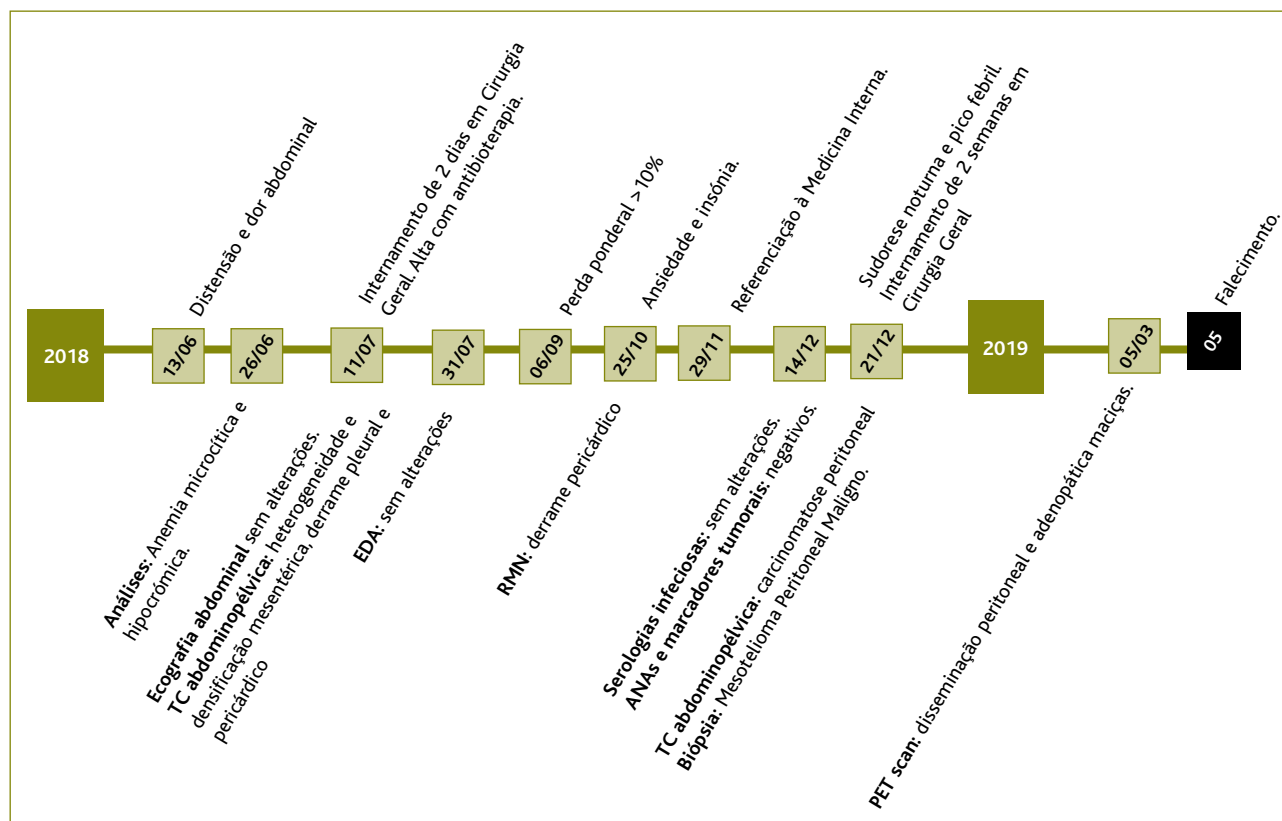 2018
13/06
Distensão e dor abdominal
26/06
Análises: Anemia microcítica e
hipocrómica.
11/07
Internamento de 2 dias em Cirurgia
Geral. Alta com antibioterapia.
Ecografia abdominal sem alterações.
TC abdominopélvica: heterogeneidade e
densificação mesentérica, derrame pleural e
pericárdico
31/07
EDA: sem alterações
06/09
Perda ponderal > 10%
25/10
Ansiedade e insónia.
RMN: derrame pericárdico
29/11
Referenciação à Medicina Interna.
14/12
Serologias infeciosas: sem alterações.
ANAs e marcadores tumorais: negativos.
21/12
Sudorese noturna e pico febril.
Internamento de 2 semanas em
Cirurgia Geral
TC abdominopélvica: carcinomatose peritoneal
Biópsia: Mesotelioma Peritoneal Maligno.
2019
05/03
PET scan: disseminação peritoneal e adenopática maciças.
05
Falecimento.